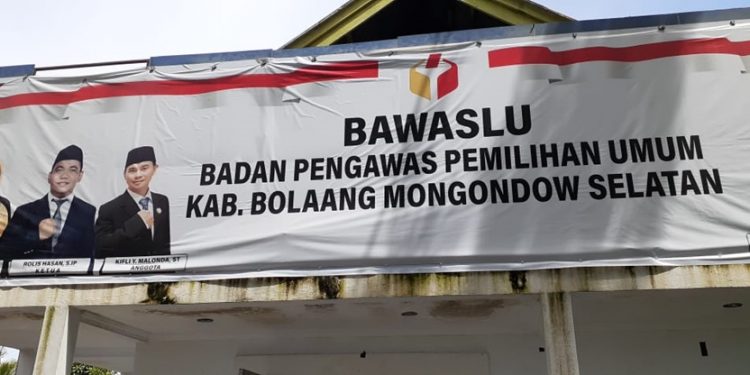 BAWASLU
BADAN PENGAWAS PEMILIHAN UMUM
KAB. BOLAANG MONGONDOW SELATAN
ROLIS HASAN, S.IP
KETUA
KIFLI Y. MALONDA, ST
ANGGOTA